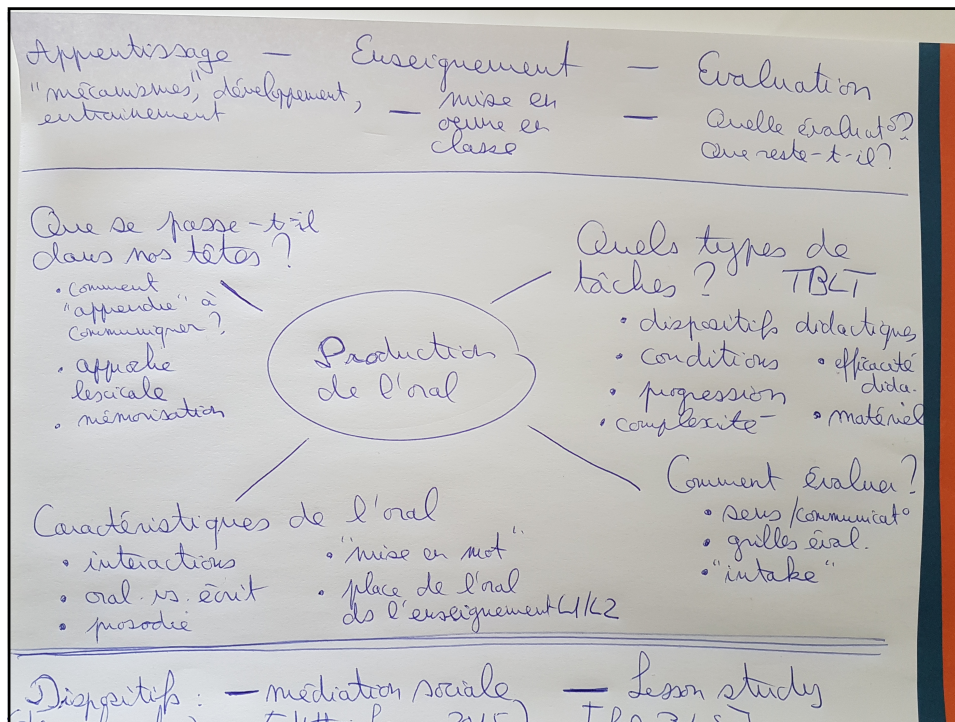 Apprentissage — Enseignement — Evaluation
"mécanismes", développement,
entrainement
— mise en
œuvre en
classe
— Quelle évaluat°?
Que reste-t-il?
Que se passe-t-il
dans nos têtes ?
• comment
"apprendre" à
communiquer ?
• approche
lexicale
• mémorisation
Production
de l'oral
Quels types de
tâches ? TBLT
• dispositifs didactiques
• conditions
• progression
• complexité
• efficacité
dida.
• matériel
Caractéristiques de l'oral
• interactions
• oral vs. écrit
• prosodie
• "mise en mot"
• place de l'oral
ds l'enseignement L1/L2
Comment évaluer ?
• sens/communicat°
• grilles éval.
• "intake"
Dispositifs : — médiation sociale — Lesson study